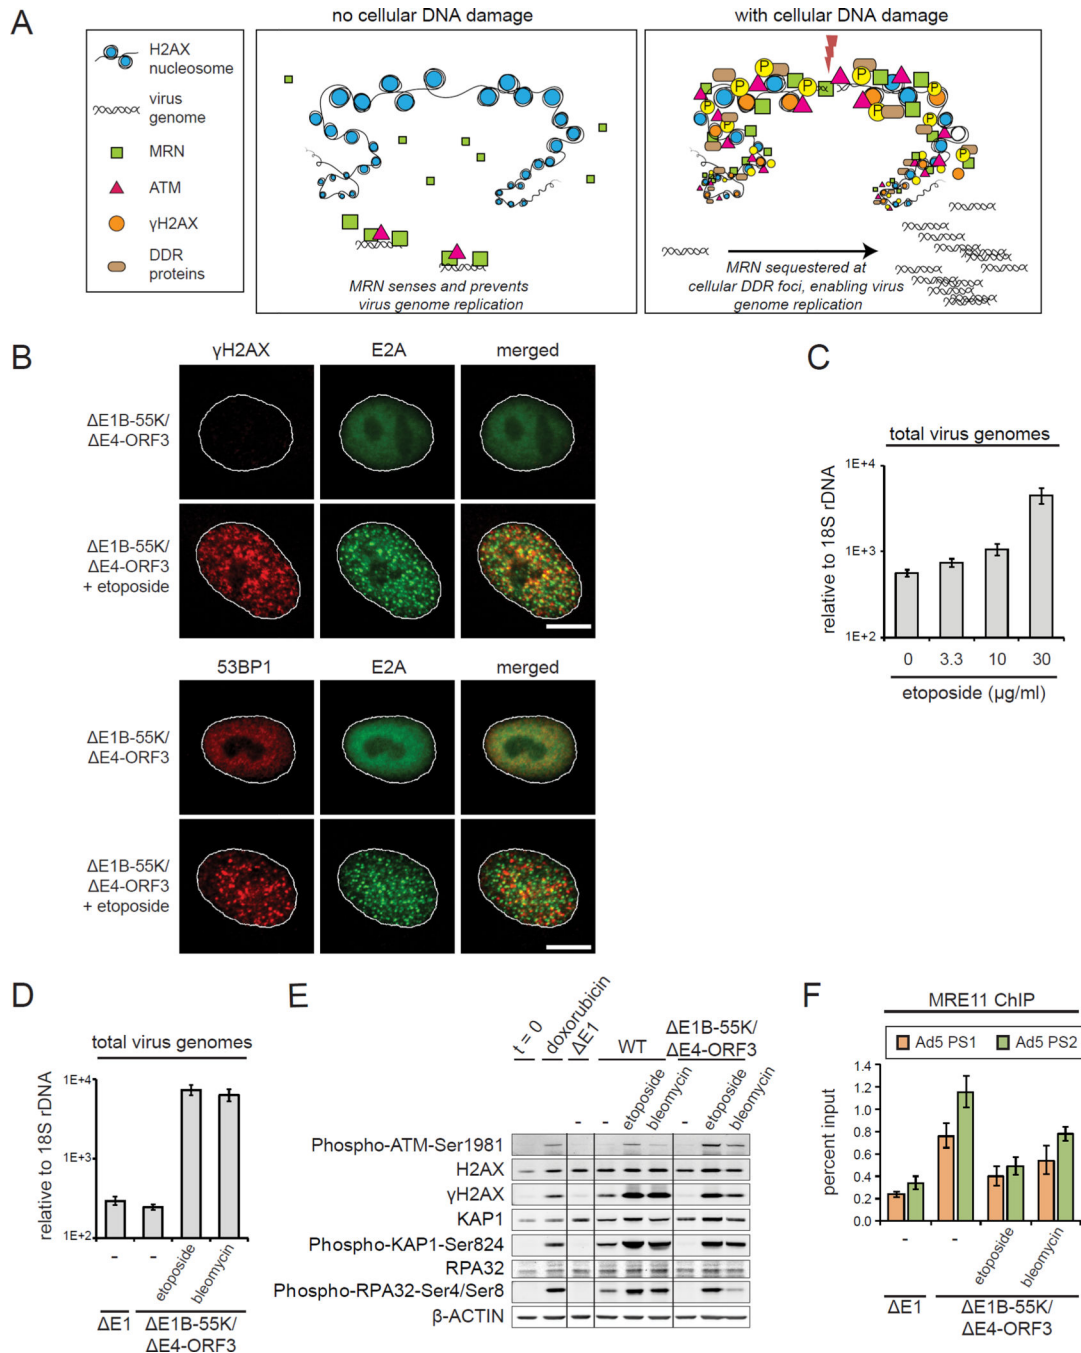 A
no cellular DNA damage
with cellular DNA damage
H2AX
nucleosome
virus
genome
MRN
ATM
γH2AX
DDR
proteins
MRN senses and prevents
virus genome replication
P
P
P
P
P
P
P
P
MRN sequestered at
cellular DDR foci, enabling virus
genome replication
B
γH2AX
E2A
merged
ΔE1B-55K/
ΔE4-ORF3
ΔE1B-55K/
ΔE4-ORF3
+ etoposide
53BP1
E2A
merged
ΔE1B-55K/
ΔE4-ORF3
ΔE1B-55K/
ΔE4-ORF3
+ etoposide
C
total virus genomes
relative to 18S rDNA
1E+4
1E+3
1E+2
0
3.3
10
30
etoposide (μg/ml)
D
total virus genomes
relative to 18S rDNA
1E+4
1E+3
1E+2
-
-
etoposide
bleomycin
ΔE1
ΔE1B-55K/
ΔE4-ORF3
E
t = 0
doxorubicin
ΔE1
WT
ΔE1B-55K/
ΔE4-ORF3
-
-
etoposide
bleomycin
-
etoposide
bleomycin
Phospho-ATM-Ser1981
H2AX
γH2AX
KAP1
Phospho-KAP1-Ser824
RPA32
Phospho-RPA32-Ser4/Ser8
β-ACTIN
F
MRE11 ChIP
Ad5 PS1
Ad5 PS2
percent input
1.4
1.2
1.0
0.8
0.6
0.4
0.2
0.0
-
-
etoposide
bleomycin
ΔE1
ΔE1B-55K/
ΔE4-ORF3